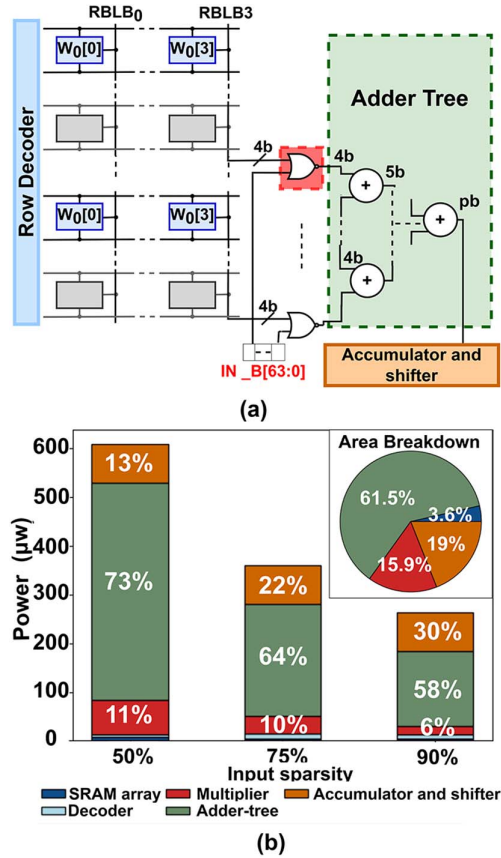 RBLB0 RBLB3
W0[0] W0[3]
Row Decoder
Adder Tree
4b 4b 5b
+
pb
+
W0[0] W0[3]
4b
+
4b
IN _B[63:0]
Accumulator and
shifter
(a)
600
500
400
300
200
100
0
Power (μw)
13%
73%
11%
22%
64%
10%
30%
58%
6%
Area Breakdown
61.5%
3.6%
19%
15.9%
50% 75% 90%
Input sparsity
SRAM array Multiplier Accumulator and shifter
Decoder Adder-tree
(b)